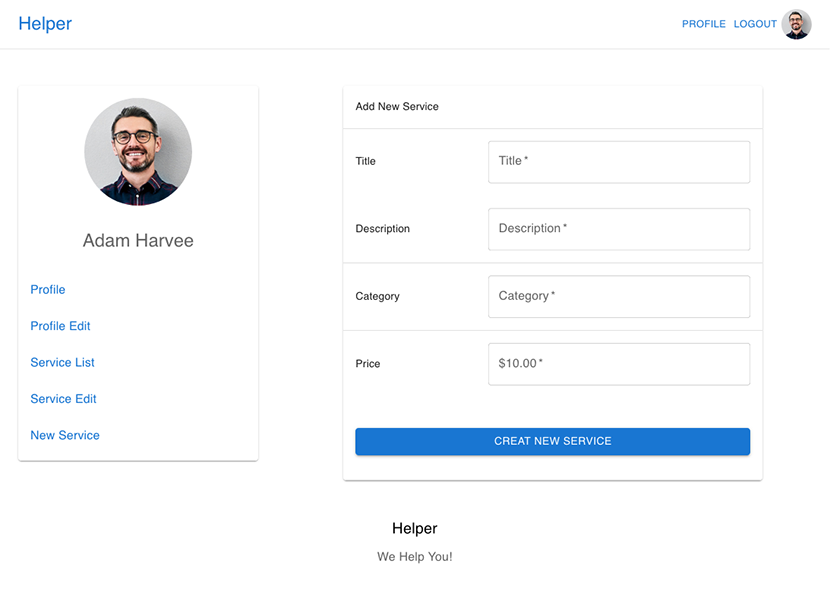 Helper
PROFILE LOGOUT
Adam Harvee
Profile
Profile Edit
Service List
Service Edit
New Service
Add New Service
Title
Title *
Description
Description *
Category
Category *
Price
$10.00 *
CREAT NEW SERVICE
Helper
We Help You!